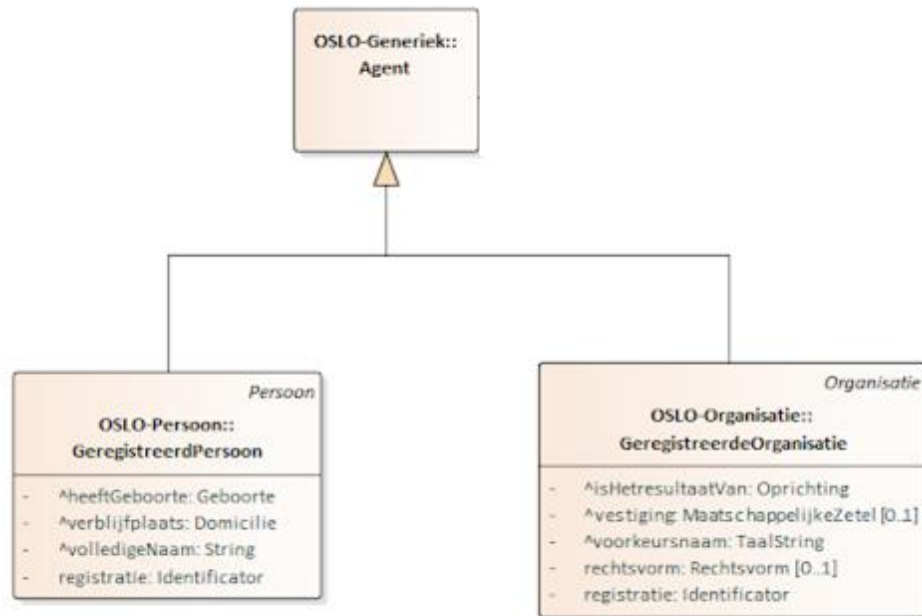 OSLO-Generiek::
Agent
Persoon
OSLO-Persoon::
GeregistreerdPersoon
- ^heeftGeboorte: Geboorte
- ^verblijfplaats: Domicilie
- ^volledigeNaam: String
- registratie: Identificator
Organisatie
OSLO-Organisatie::
GeregistreerdeOrganisatie
- ^isHetresultaatVan: Oprichting
- ^vestiging: MaatschappelijkeZetel [0..1]
- ^voorkeursnaam: TaalString
- rechtsvorm: Rechtsvorm [0..1]
- registratie: Identificator